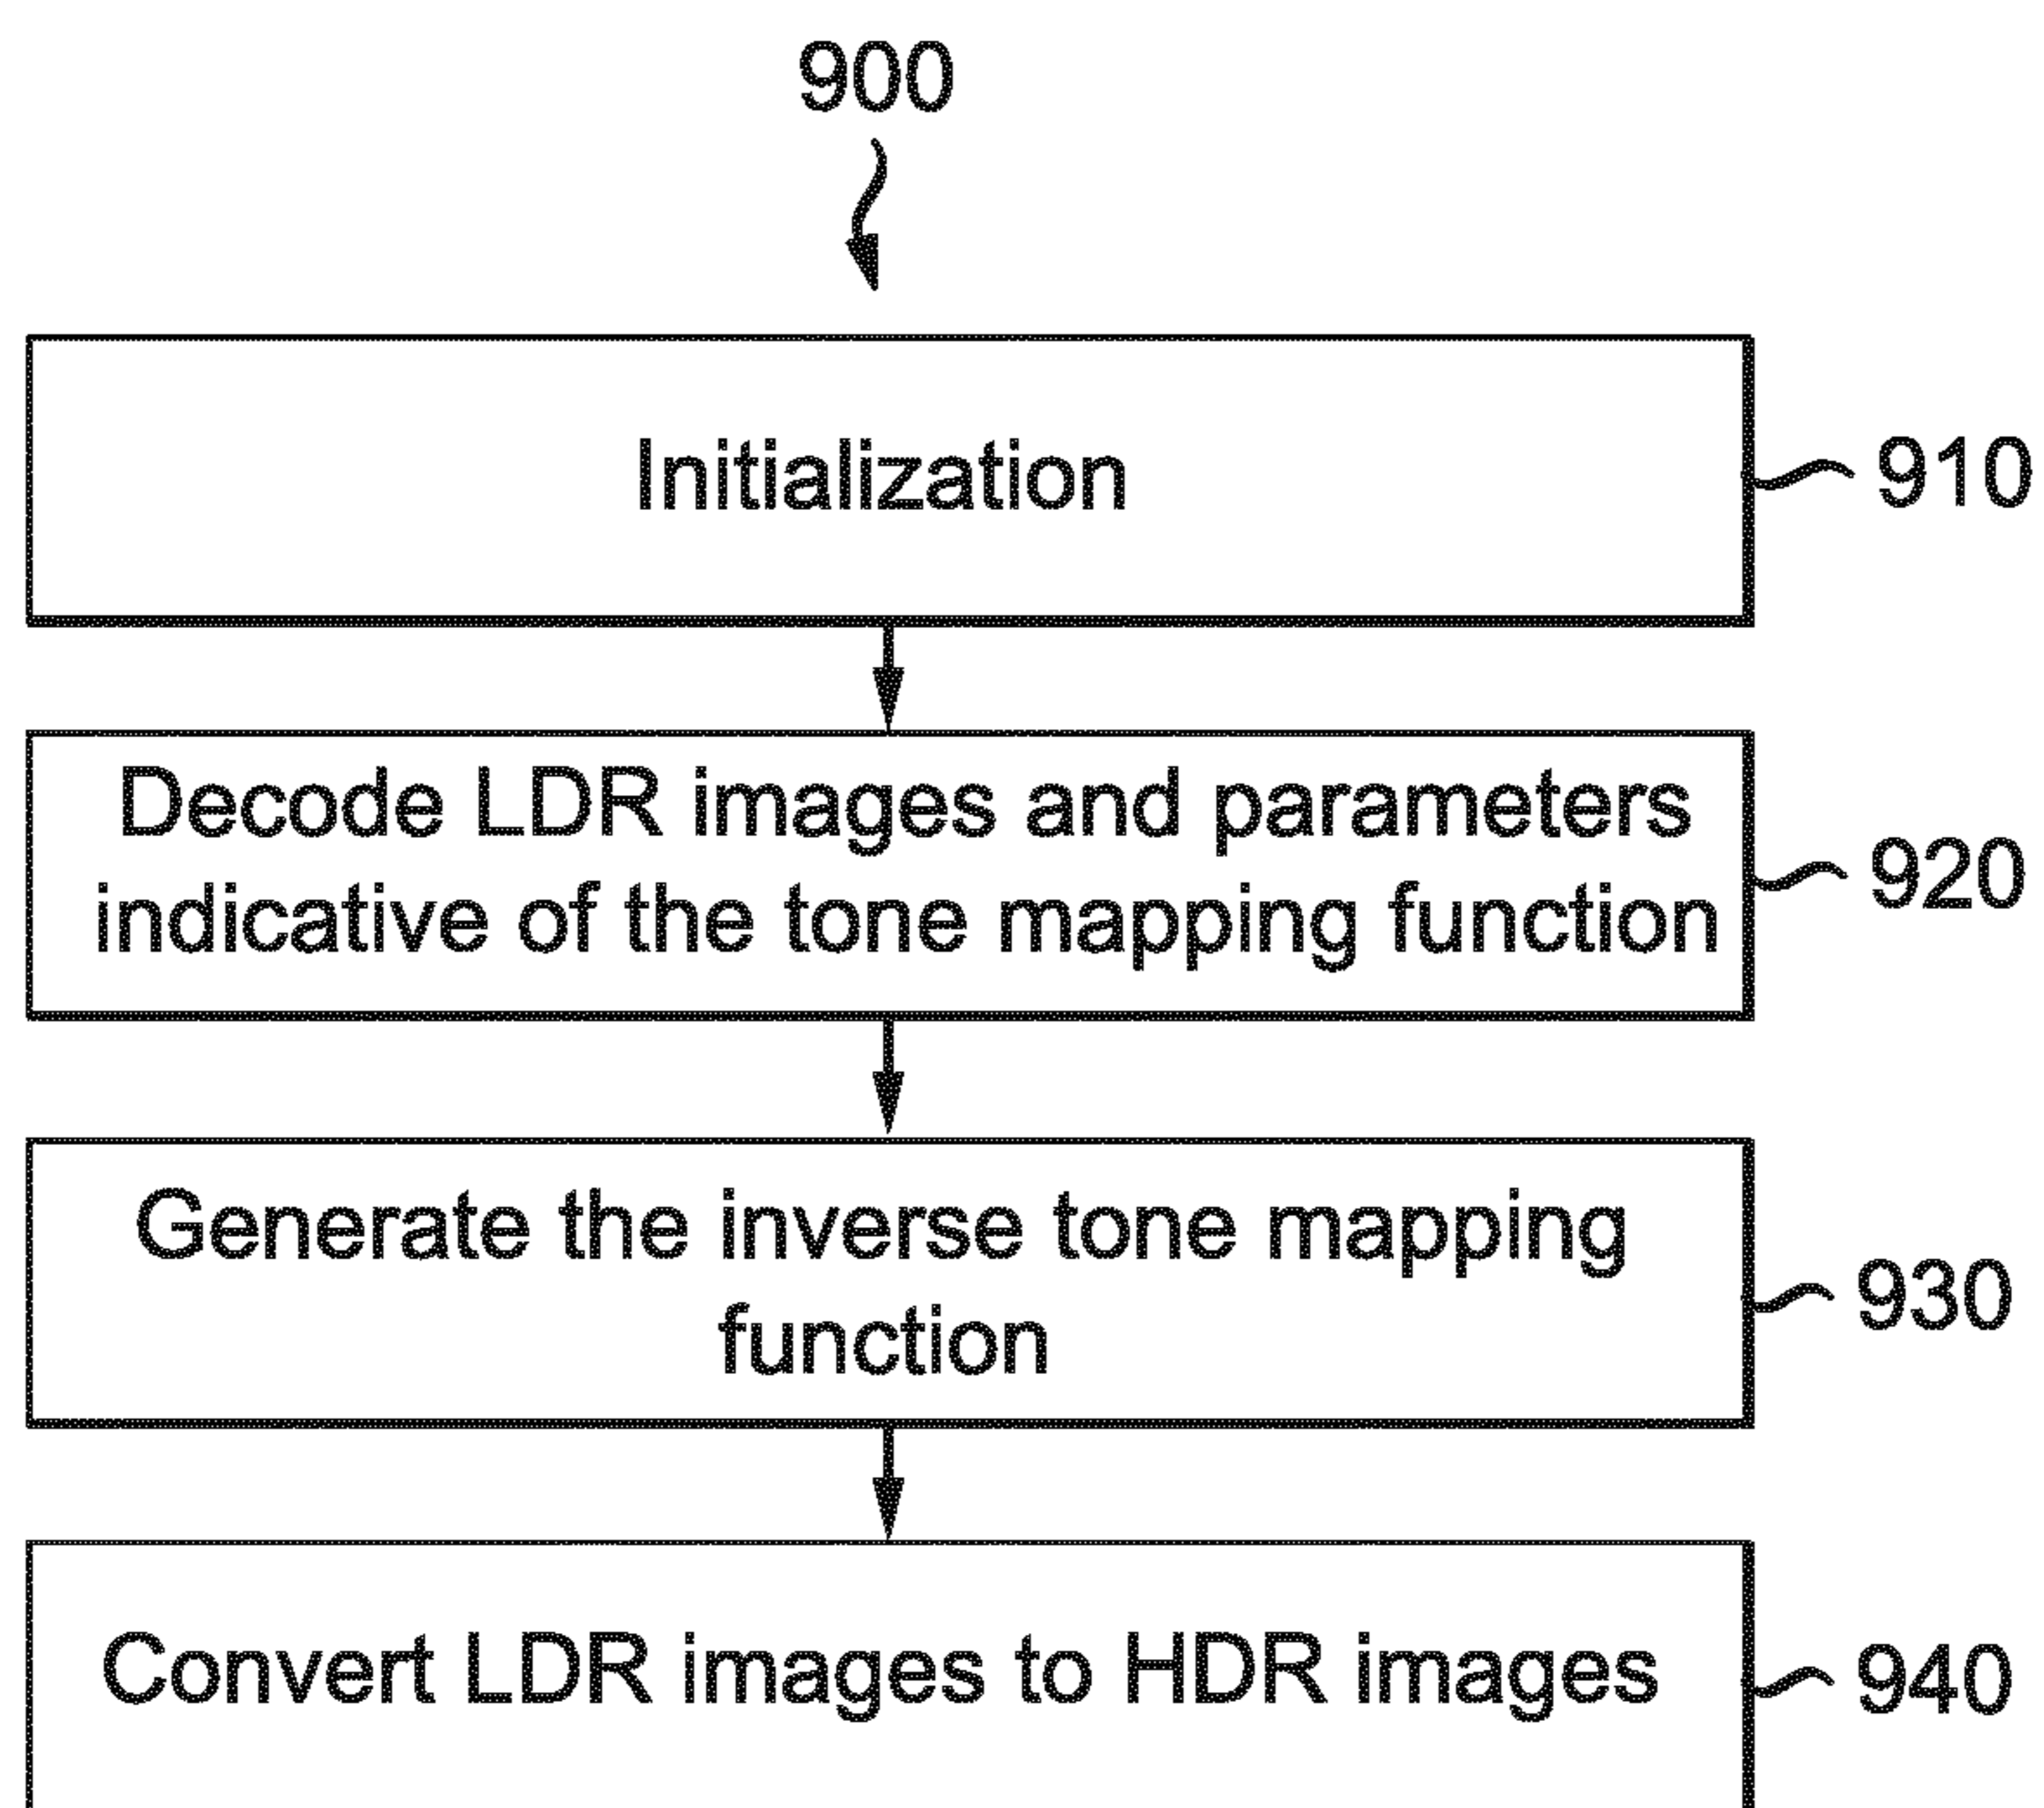 900
Initialization
910
Decode LDR images and parameters
indicative of the tone mapping function
920
Generate the inverse tone mapping
function
930
Convert LDR images to HDR images
940